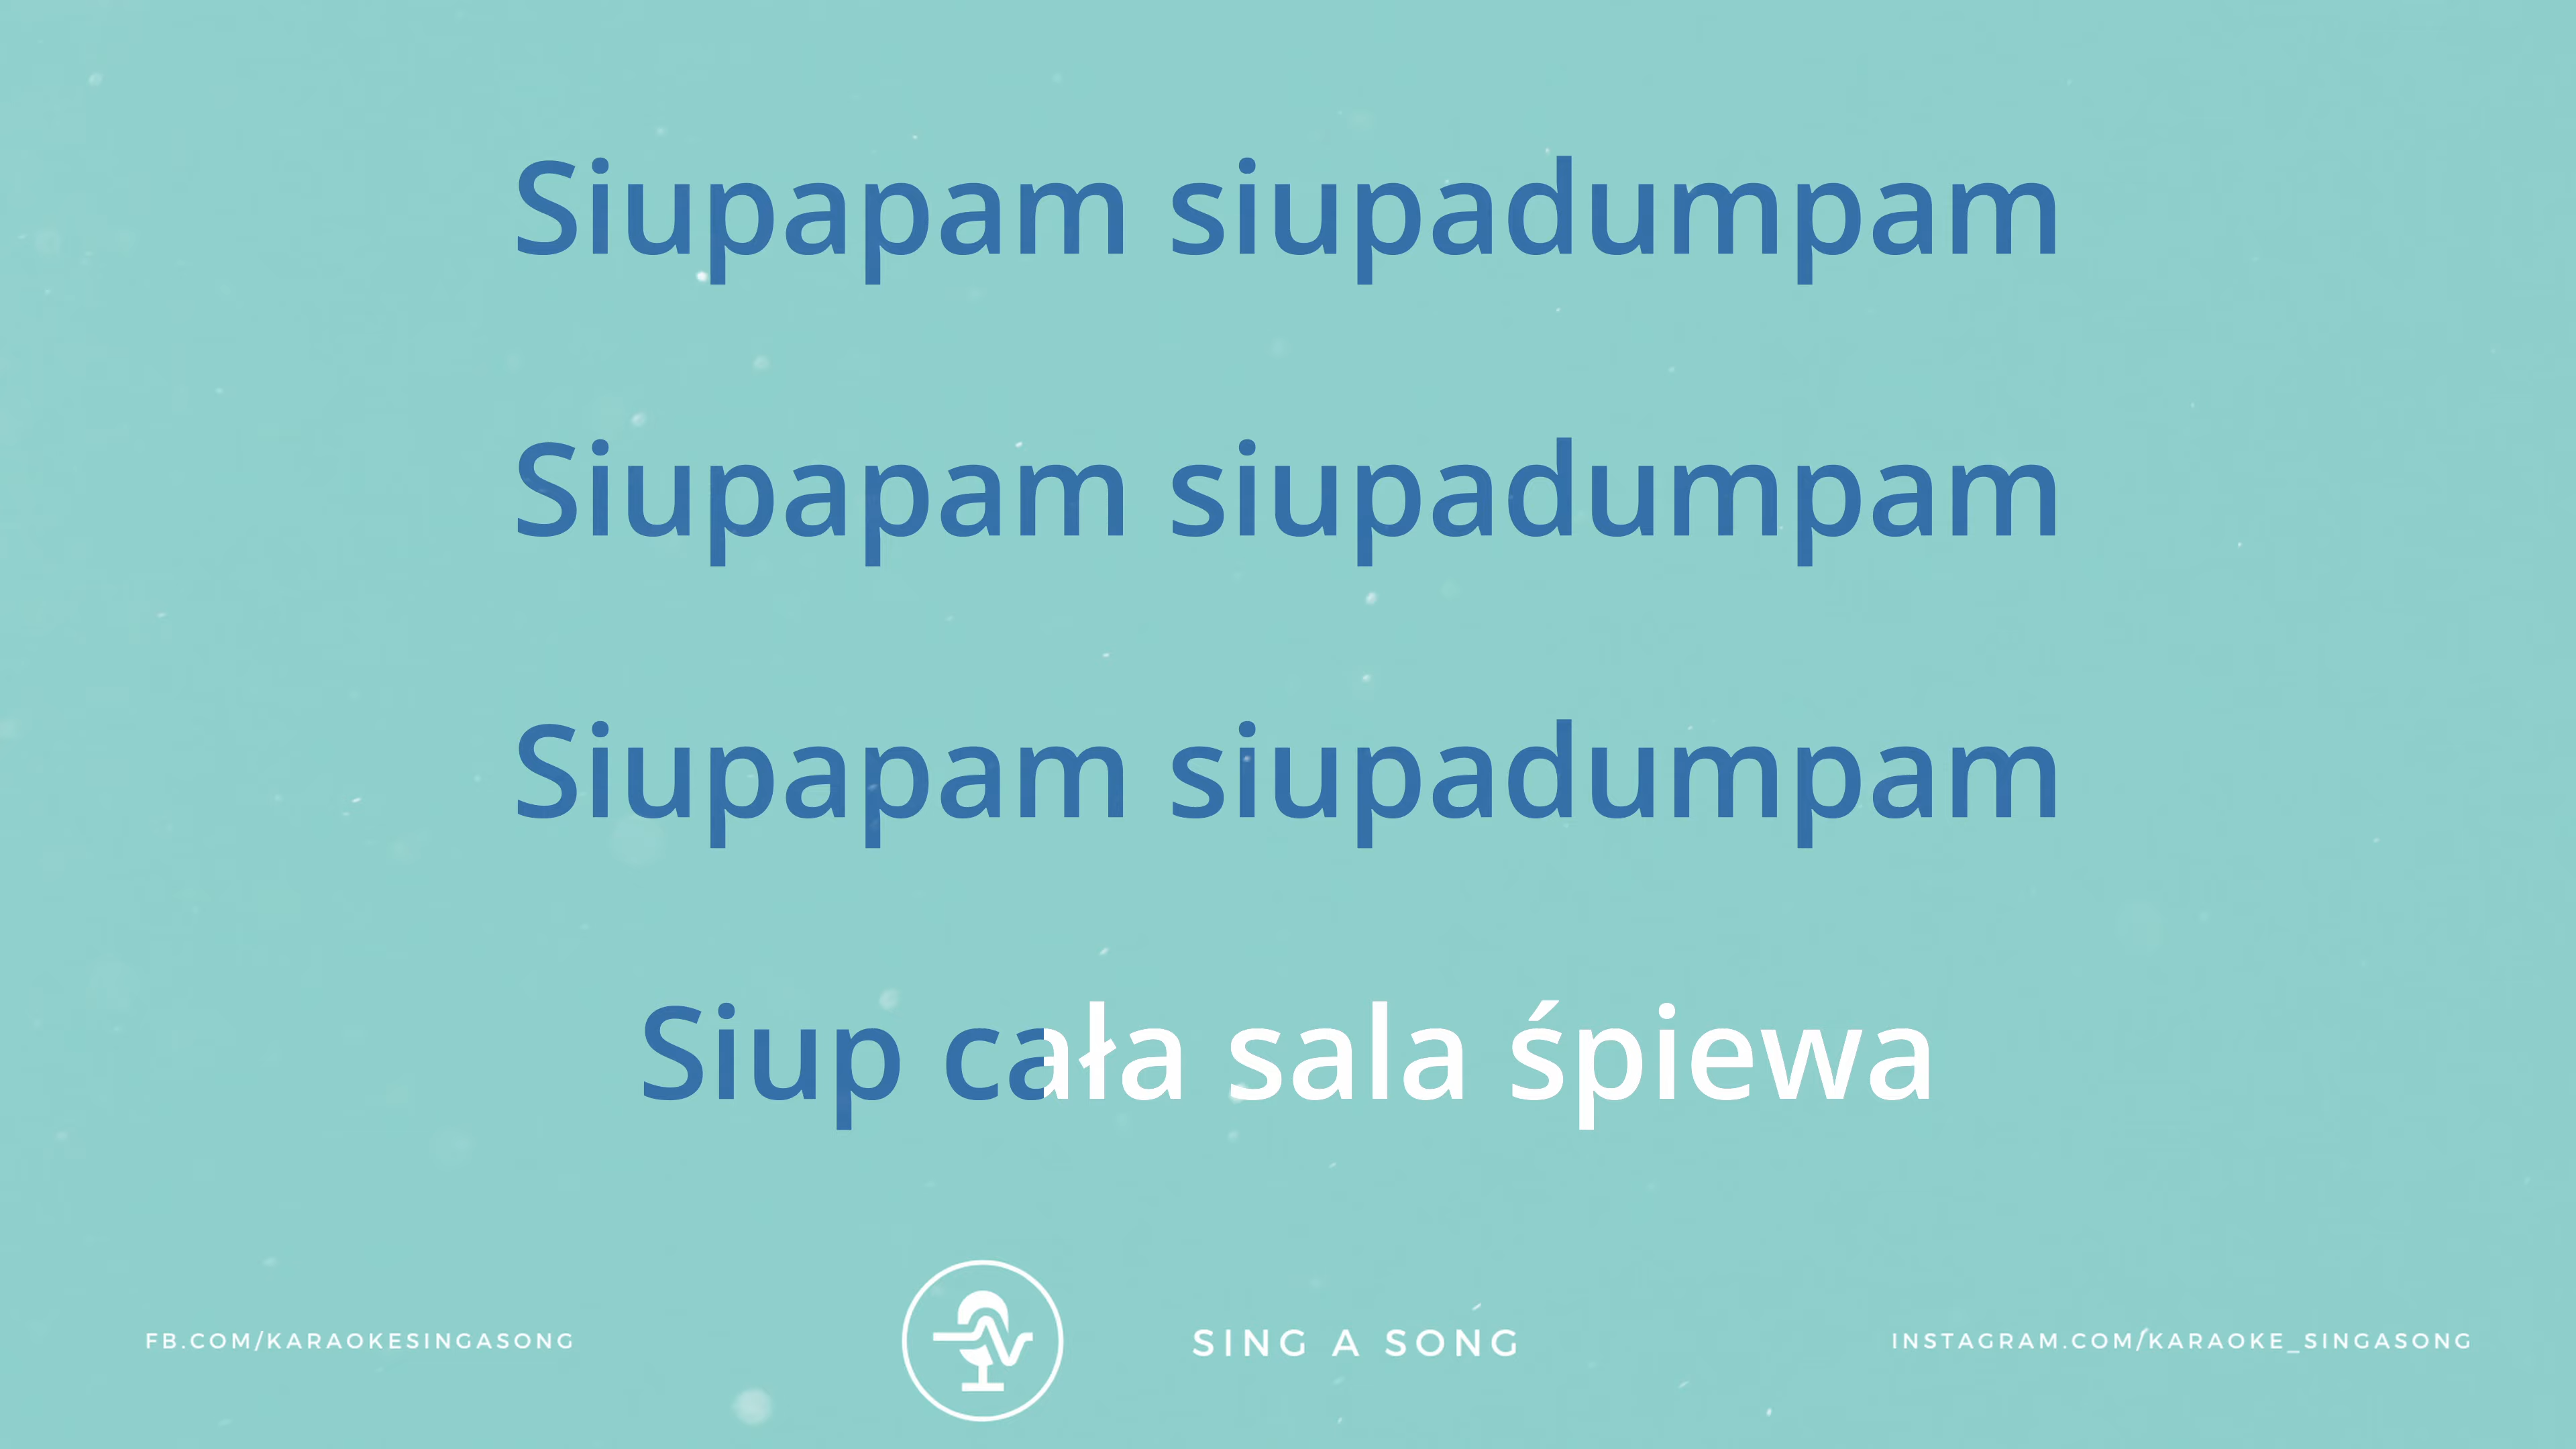 Siupapam siupadumpam
Siupapam siupadumpam
Siupapam siupadumpam
Siup cała sala śpiewa
FB.COM/KARAOKESINGASONG
SING A SONG
INSTAGRAM.COM/KARAOKE_SINGASONG